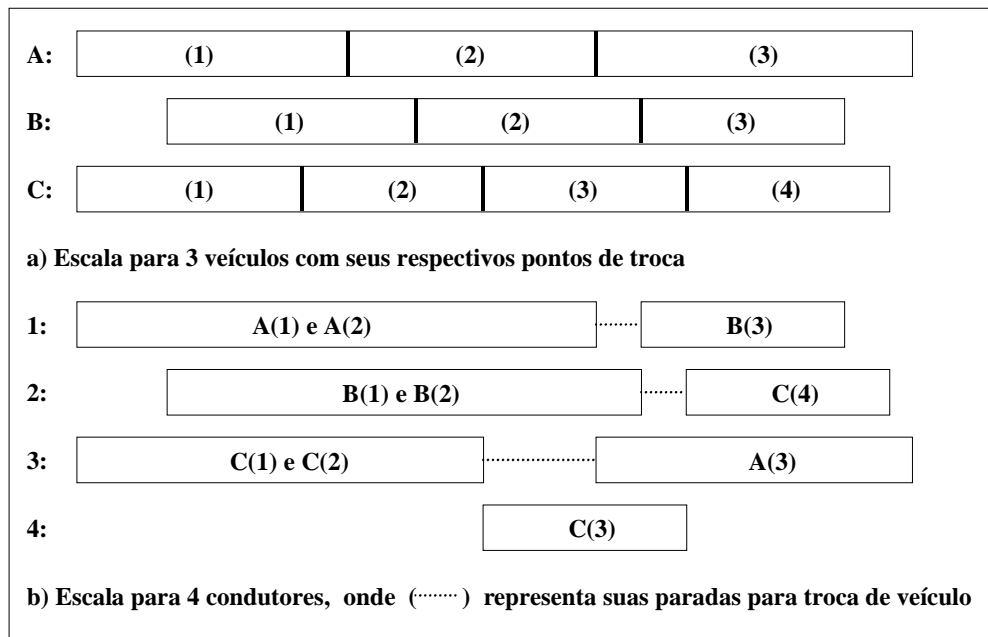 A: (1) (2) (3)
B: (1) (2) (3)
C: (1) (2) (3) (4)
a) Escala para 3 veículos com seus respectivos pontos de troca
1: A(1) e A(2) B(3)
2: B(1) e B(2) C(4)
3: C(1) e C(2) A(3)
4: C(3)
b) Escala para 4 condutores, onde (..........) representa suas paradas para troca de veículo